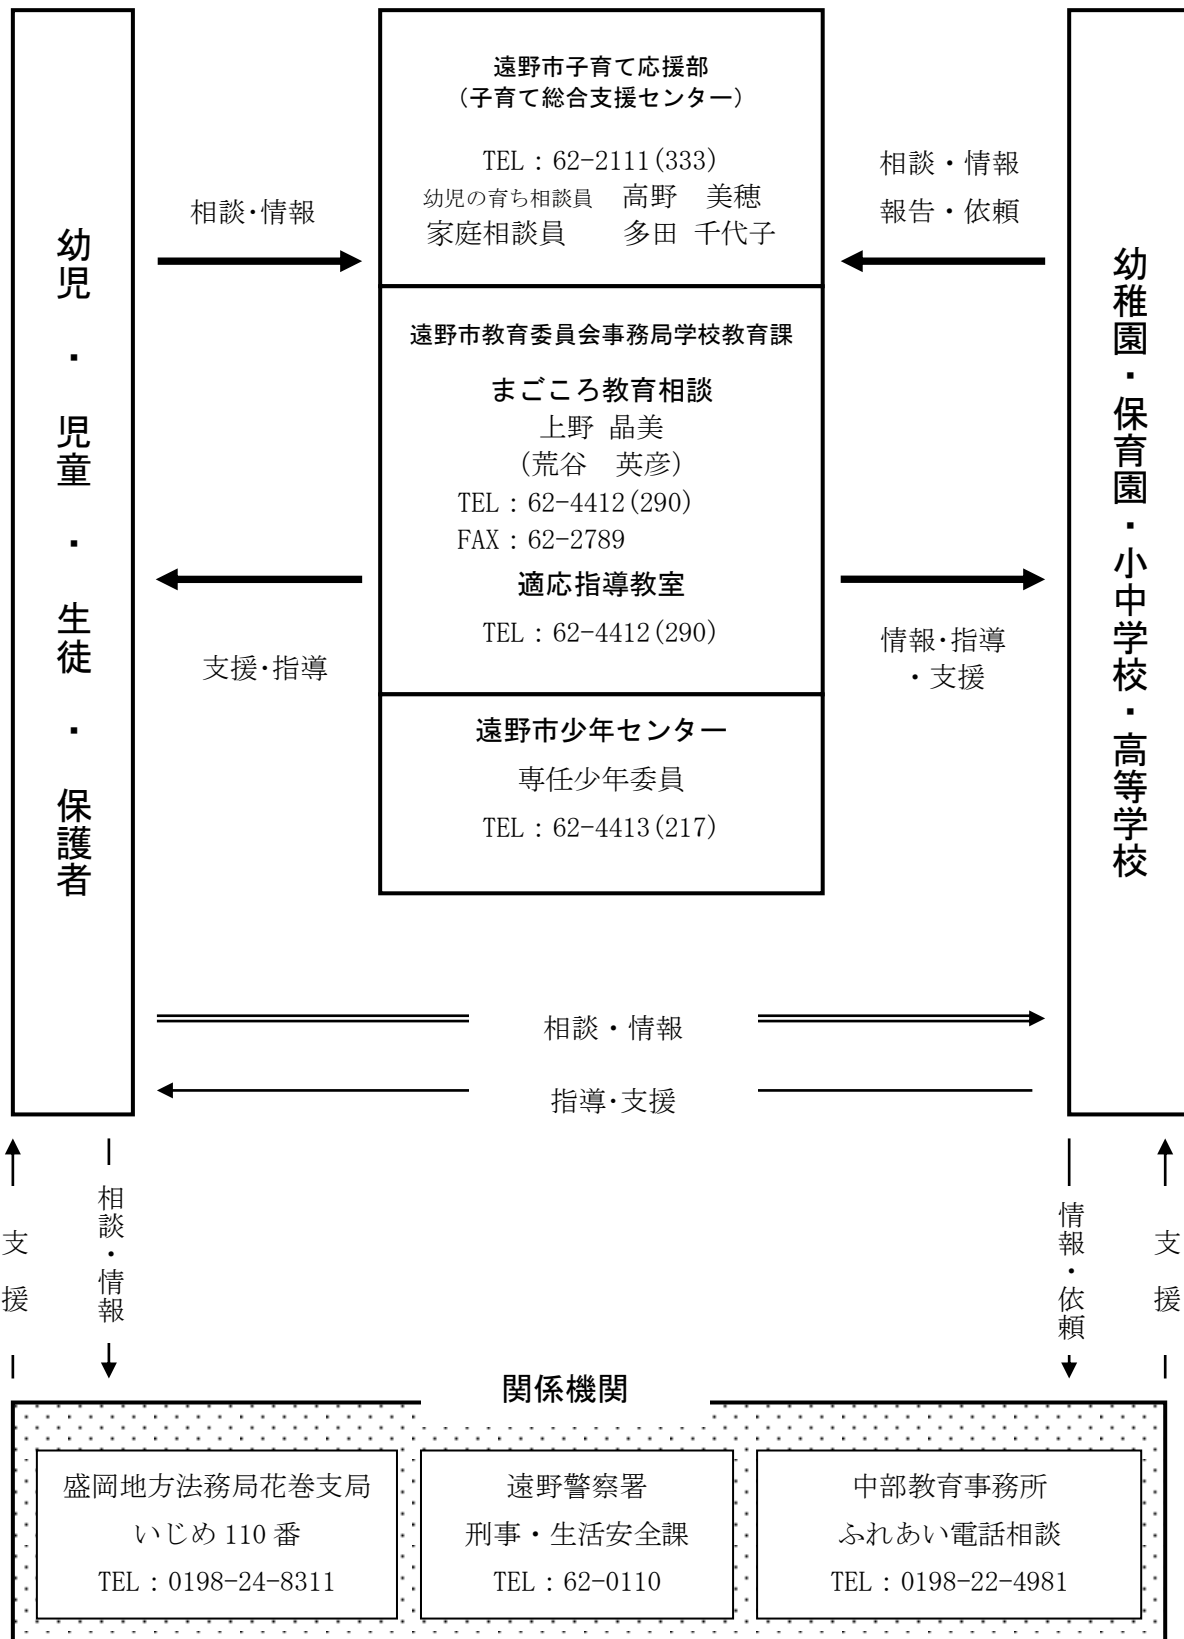 遠野市子育て応援部
（子育て総合支援センター）
TEL：62-2111(333)
幼児の育ち相談員　高野　美穂
家庭相談員　　多田 千代子
相談・情報
相談・情報
報告・依頼
幼児　・　児童　・　生徒　・　保護者
幼稚園・保育園・小中学校・高等学校
遠野市教育委員会事務局学校教育課
まごころ教育相談
上野 晶美
(荒谷　英彦)
TEL：62-4412(290)
FAX：62-2789
適応指導教室
TEL：62-4412(290)
支援・指導
情報・指導
・支援
遠野市少年センター
専任少年委員
TEL：62-4413(217)
相談・情報
指導・支援
支　援
相談・情報
情報・依頼
支　援
関係機関
盛岡地方法務局花巻支局
いじめ 110 番
TEL：0198-24-8311
遠野警察署
刑事・生活安全課
TEL：62-0110
中部教育事務所
ふれあい電話相談
TEL：0198-22-4981